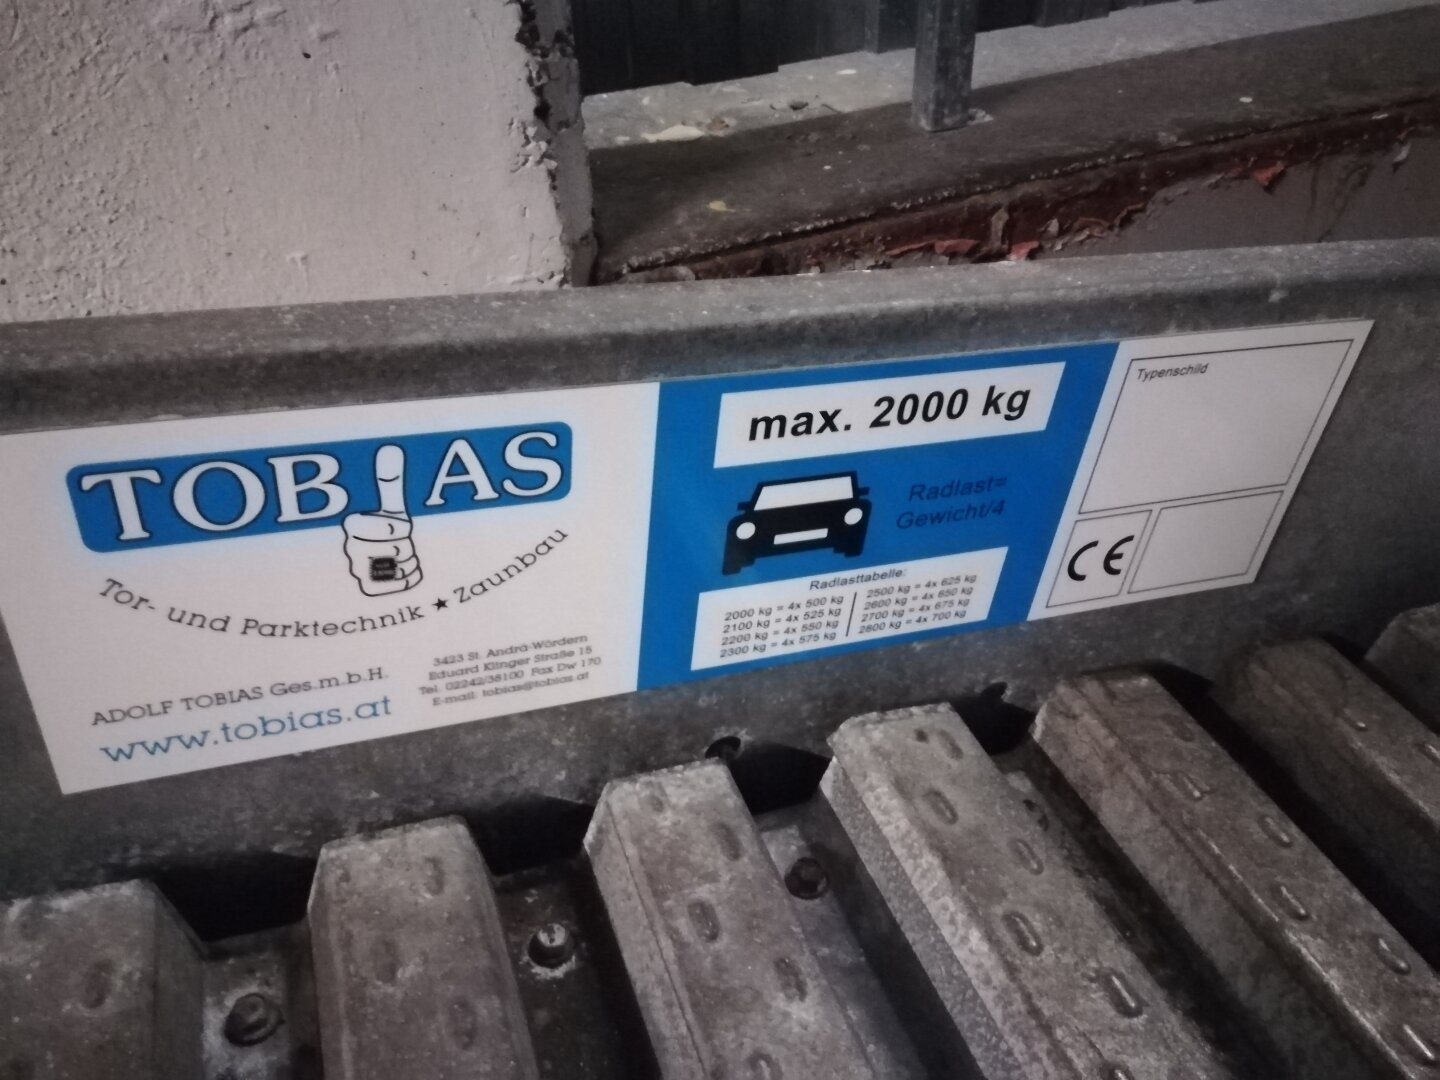 TOBIAS
Tor- und Parktechnik ★ Zaunbau
ADOLF TOBIAS Ges.m.b.H.
www.tobias.at
3423 St. Andrä-Wördern
Eduard Klinger Straße 15
Tel. 02242/38100 Fax Dw 170
E-mail: tobias@tobias.at
max. 2000 kg
Radlast=
Gewicht/4
Radlasttabelle:
2000 kg = 4x 500 kg
2100 kg = 4x 525 kg
2200 kg = 4x 550 kg
2300 kg = 4x 575 kg
2500 kg = 4x 625 kg
2600 kg = 4x 650 kg
2700 kg = 4x 675 kg
2800 kg = 4x 700 kg
Typenschild
CE